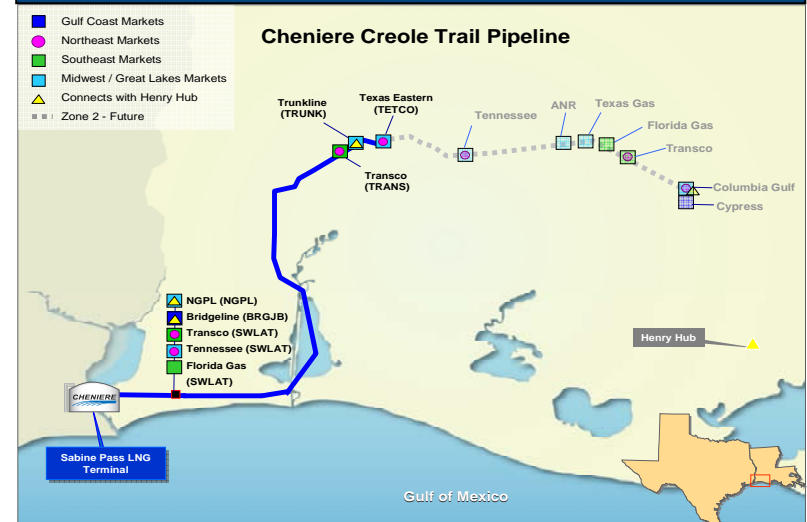 Gulf Coast Markets
Northeast Markets
Southeast Markets
Midwest / Great Lakes Markets
Connects with Henry Hub
Zone 2 - Future
Cheniere Creole Trail Pipeline
Trunkline
(TRUNK)
Texas Eastern
(TETCO)
Transco
(TRANS)
Tennessee
ANR
Texas Gas
Florida Gas
Transco
Columbia Gulf
Cypress
NGPL (NGPL)
Bridgeline (BRGJB)
Transco (SWLAT)
Tennessee (SWLAT)
Florida Gas
(SWLAT)
Henry Hub
CHENIERE
Sabine Pass LNG
Terminal
Gulf of Mexico